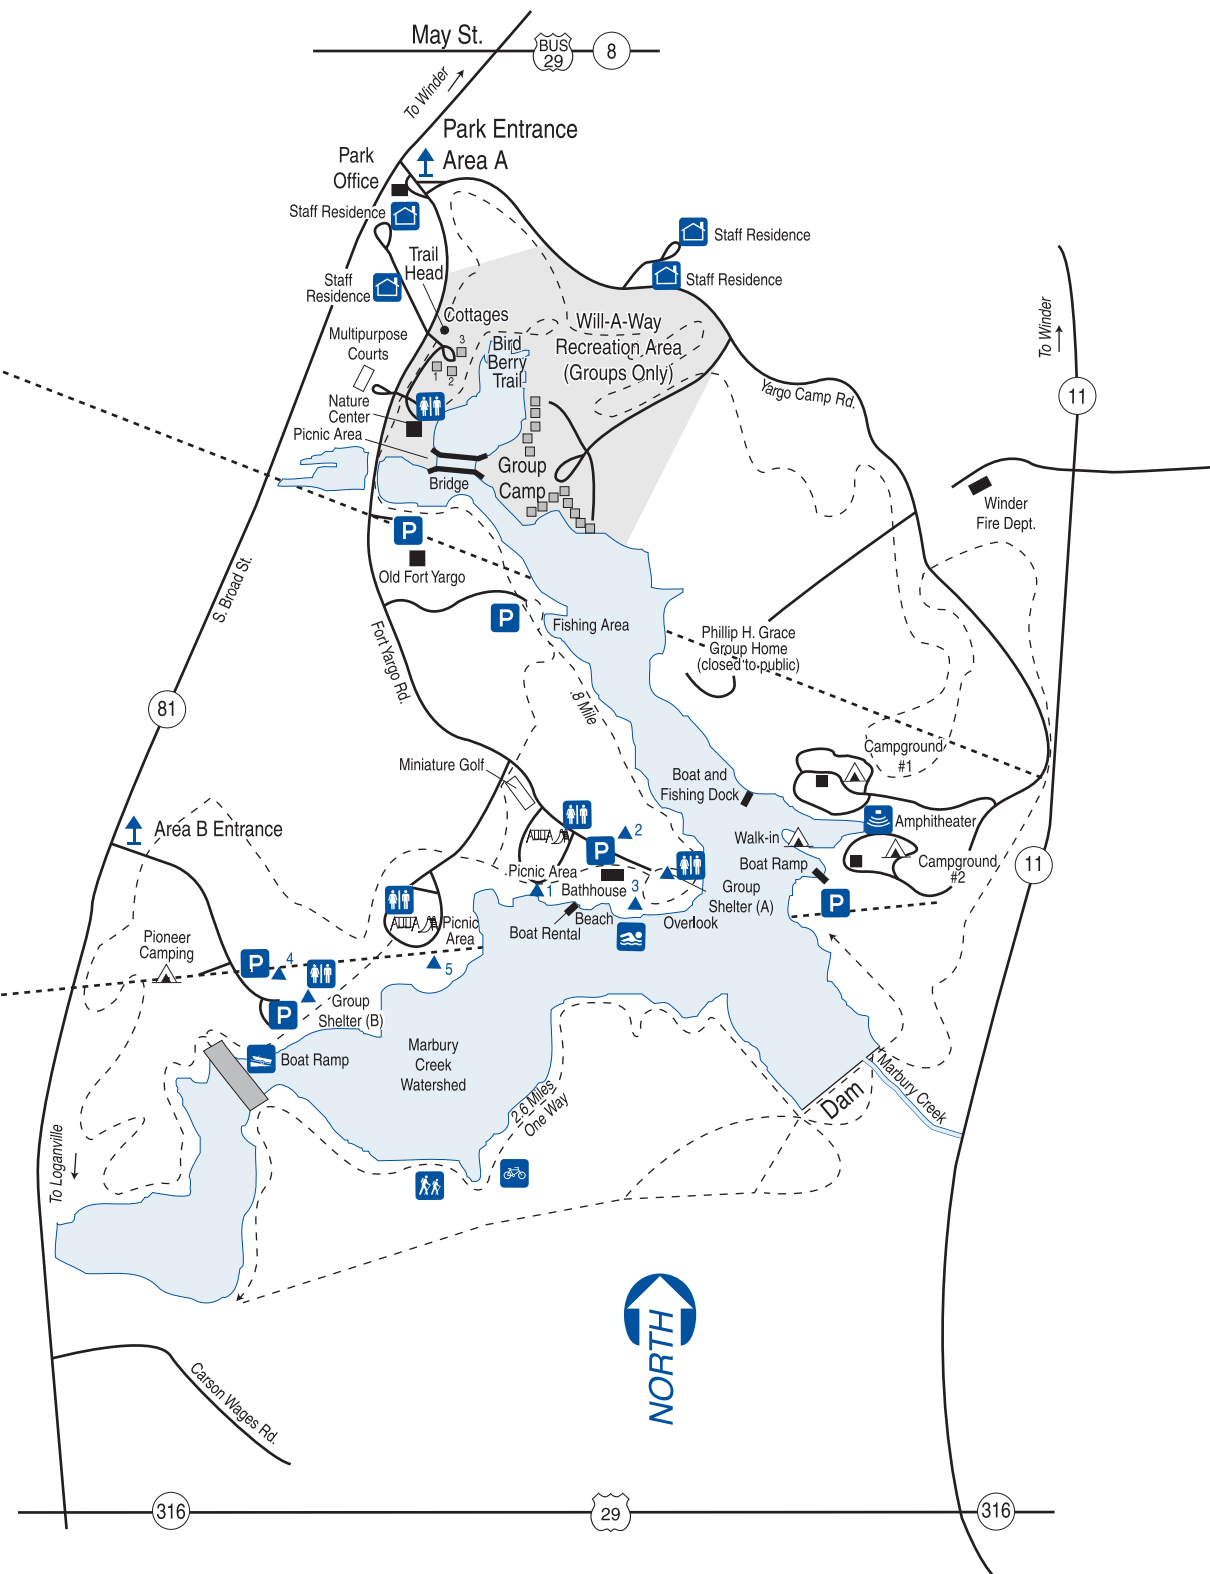 May St.
BUS
29
8
To Winder
Park Entrance
Area A
Park
Office
Staff Residence
Staff Residence
Staff Residence
Trail
Head
Staff
Residence
Cottages
Will-A-Way
Recreation Area
(Groups Only)
To Winder
Multipurpose
Courts
3
1
2
Bird
Berry
Trail
11
Yargo Camp Rd.
Nature
Center
Picnic Area
Group
Camp
Bridge
Winder
Fire Dept.
P
Old Fort Yargo
S. Broad St.
P
Fishing Area
Fort Yargo Rd.
Phillip H. Grace
Group Home
(closed to public)
.8 Mile
81
Campground
#1
Miniature Golf
Boat and
Fishing Dock
Area B Entrance
2
Amphitheater
Walk-in
P
Boat Ramp
Campground
#2
11
Picnic Area
1
Bathhouse
3
Group
Shelter (A)
P
Beach
Overlook
Boat Rental
Picnic
Area
Pioneer
Camping
P
4
5
Group
Shelter (B)
P
Boat Ramp
Marbury
Creek
Watershed
Marbury Creek
Dam
2.6 Miles
One Way
To Loganville
NORTH
Carson Wages Rd.
316
29
316